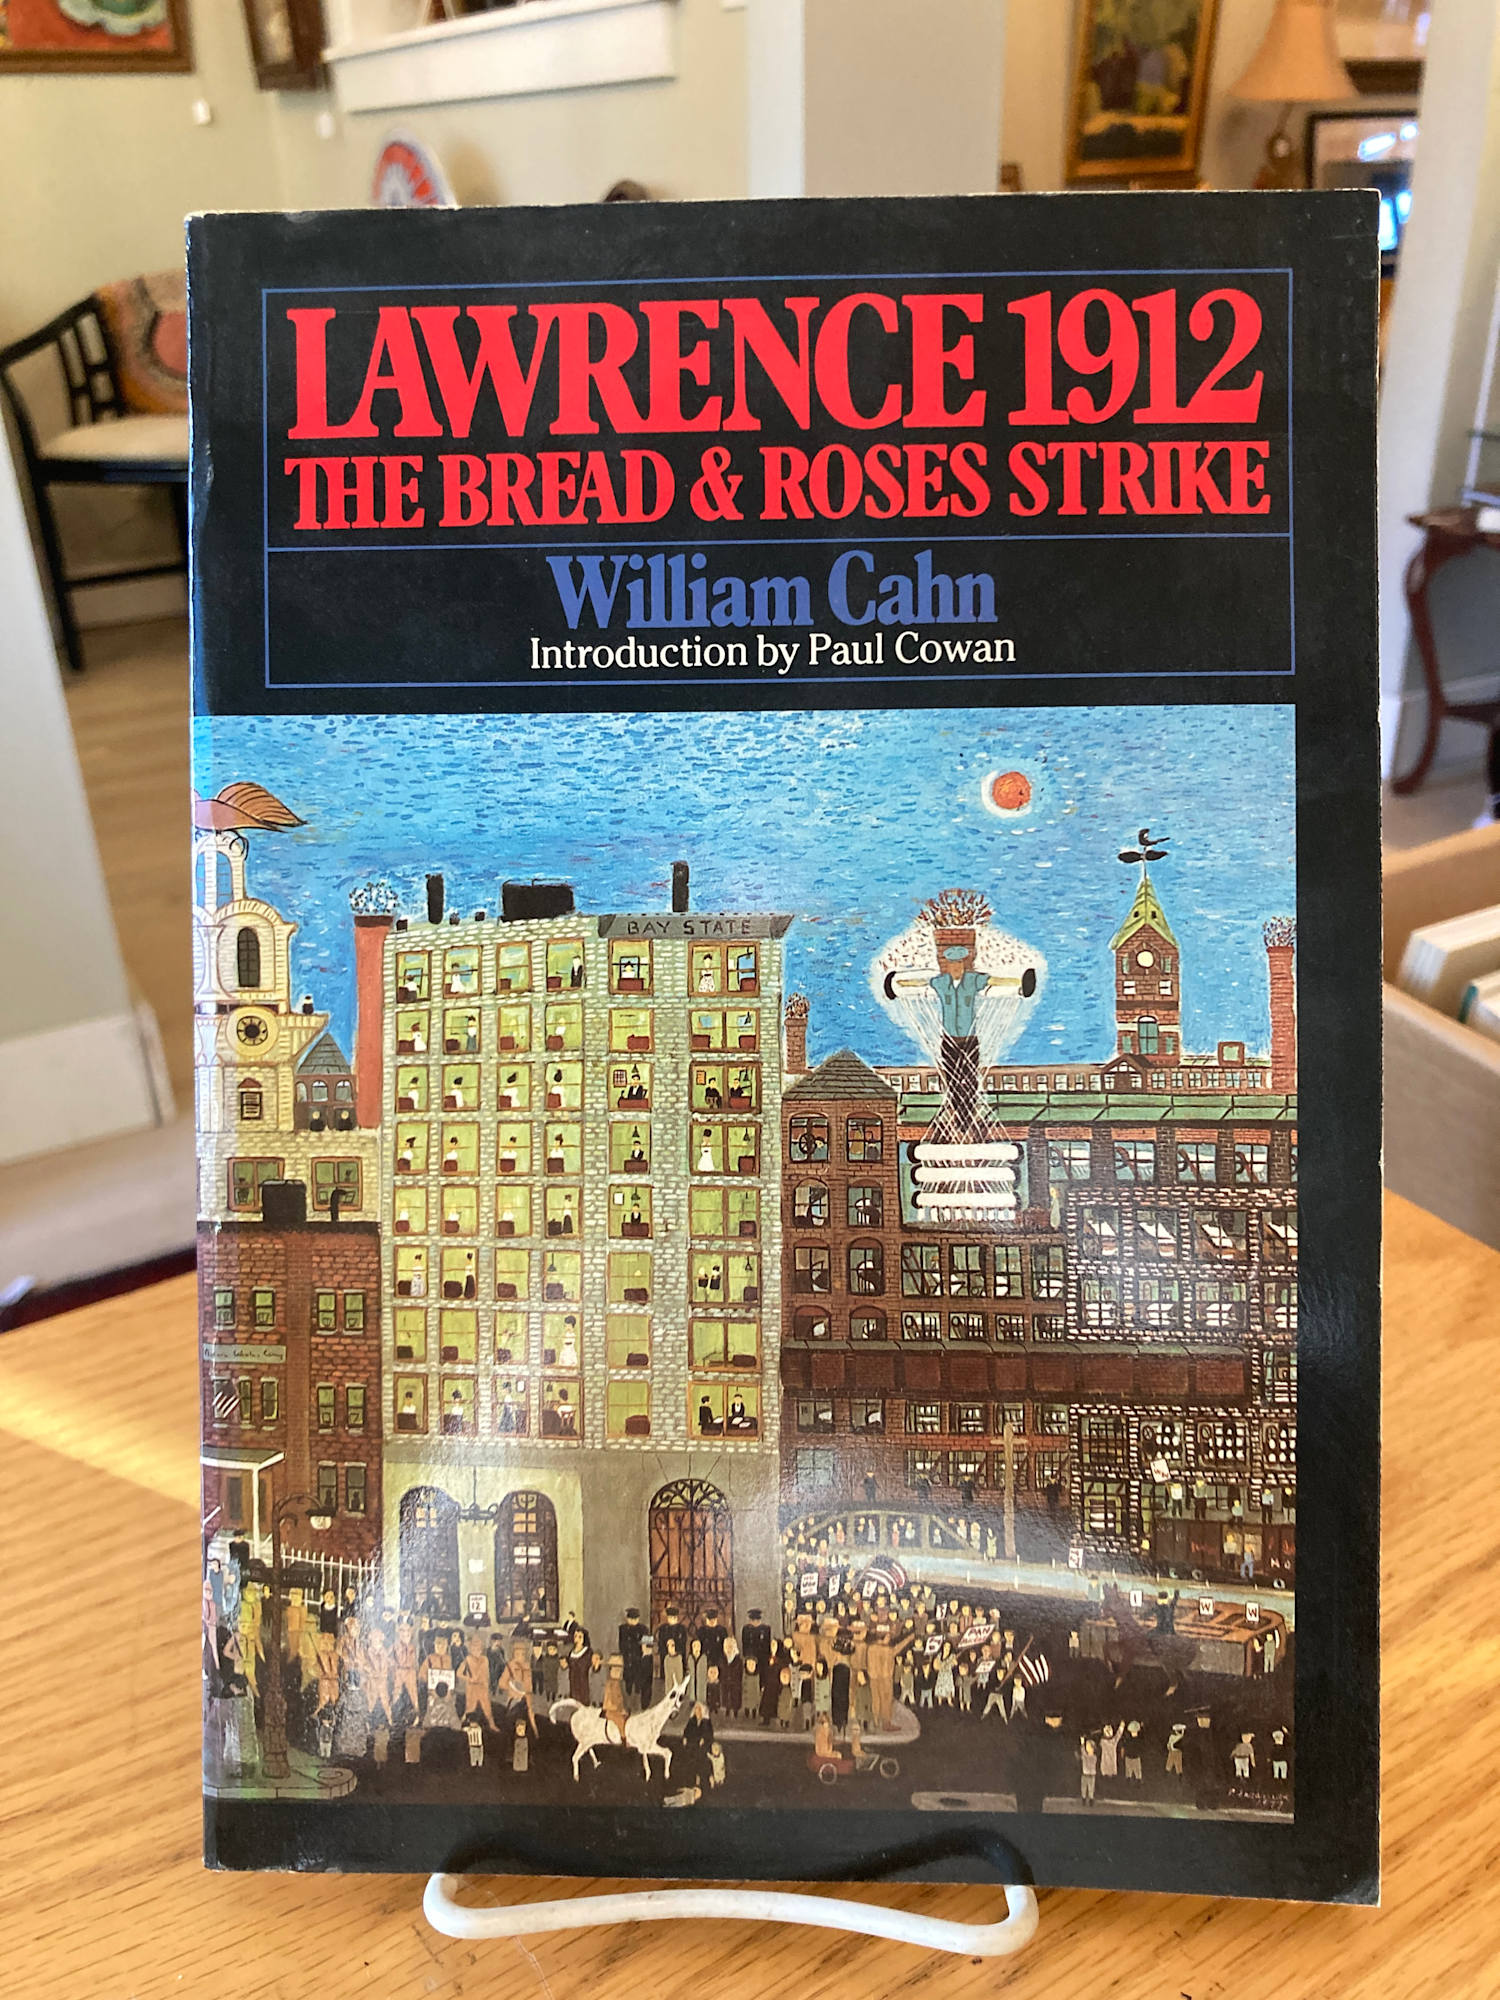 LAWRENCE 1912
THE BREAD & ROSES STRIKE
William Cahn
Introduction by Paul Cowan
BAY STATE
I W W